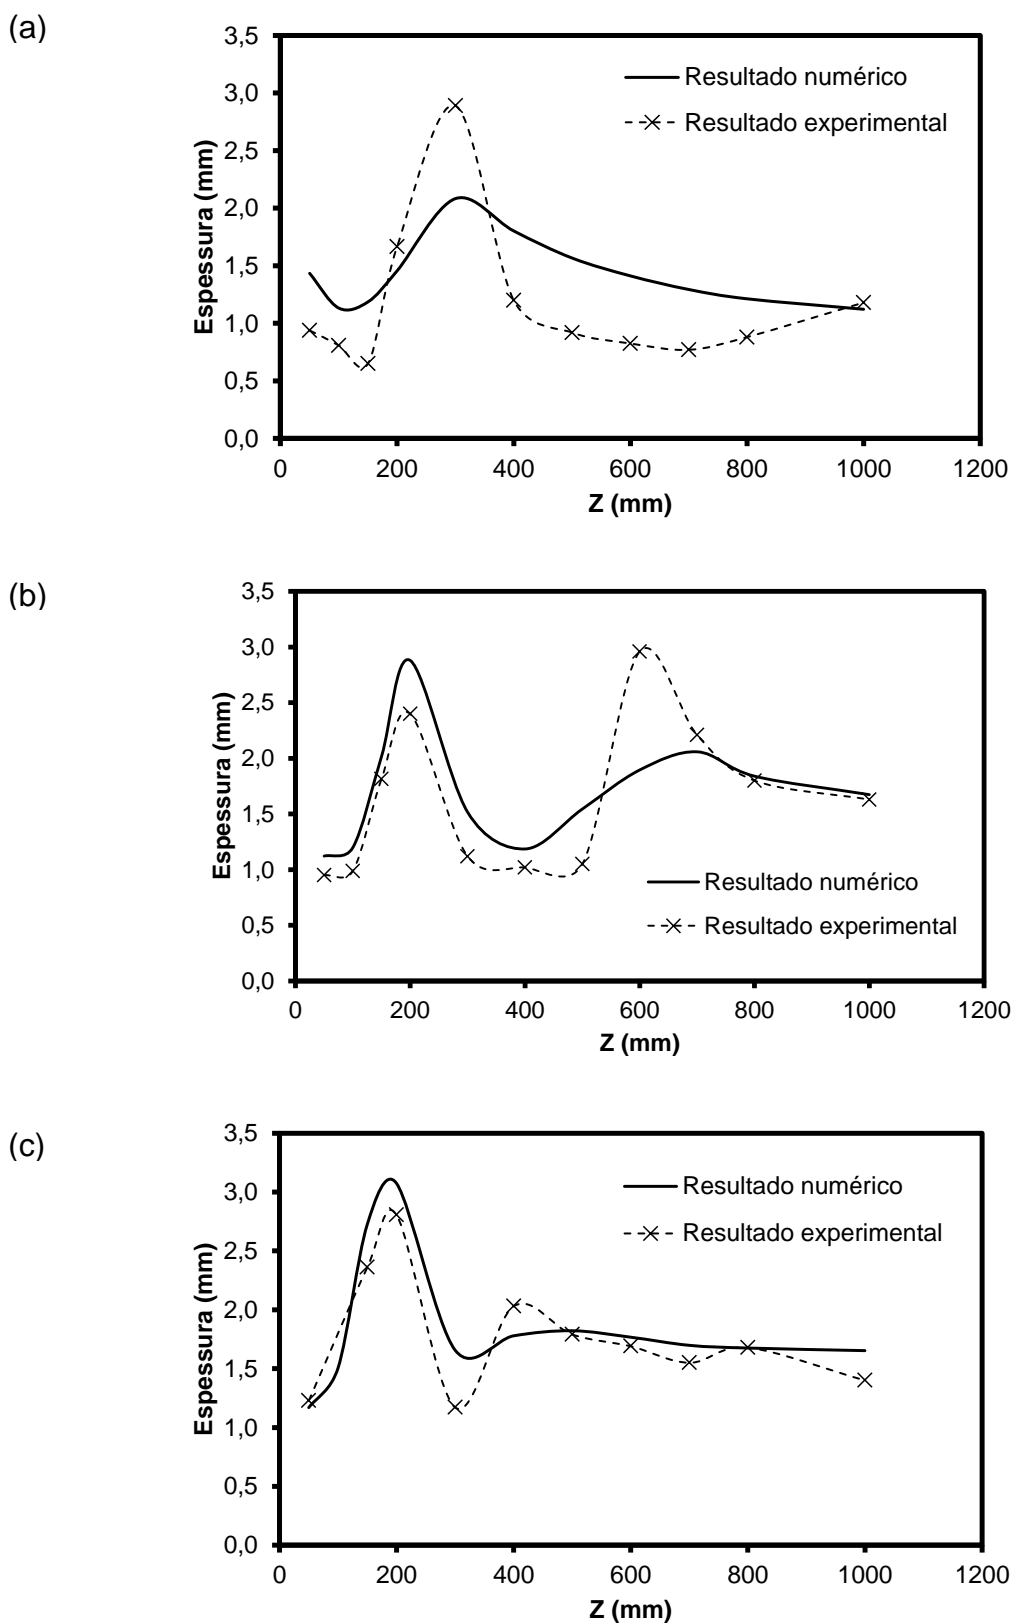 (a)
3,5
3,0
2,5
2,0
1,5
1,0
0,5
0,0
Espessura (mm)
Resultado numérico
Resultado experimental
0 200 400 600 800 1000 1200
Z (mm)
(b)
3,5
3,0
2,5
2,0
1,5
1,0
0,5
0,0
Espessura (mm)
Resultado numérico
Resultado experimental
0 200 400 600 800 1000 1200
Z (mm)
(c)
3,5
3,0
2,5
2,0
1,5
1,0
0,5
0,0
Espessura (mm)
Resultado numérico
Resultado experimental
0 200 400 600 800 1000 1200
Z (mm)